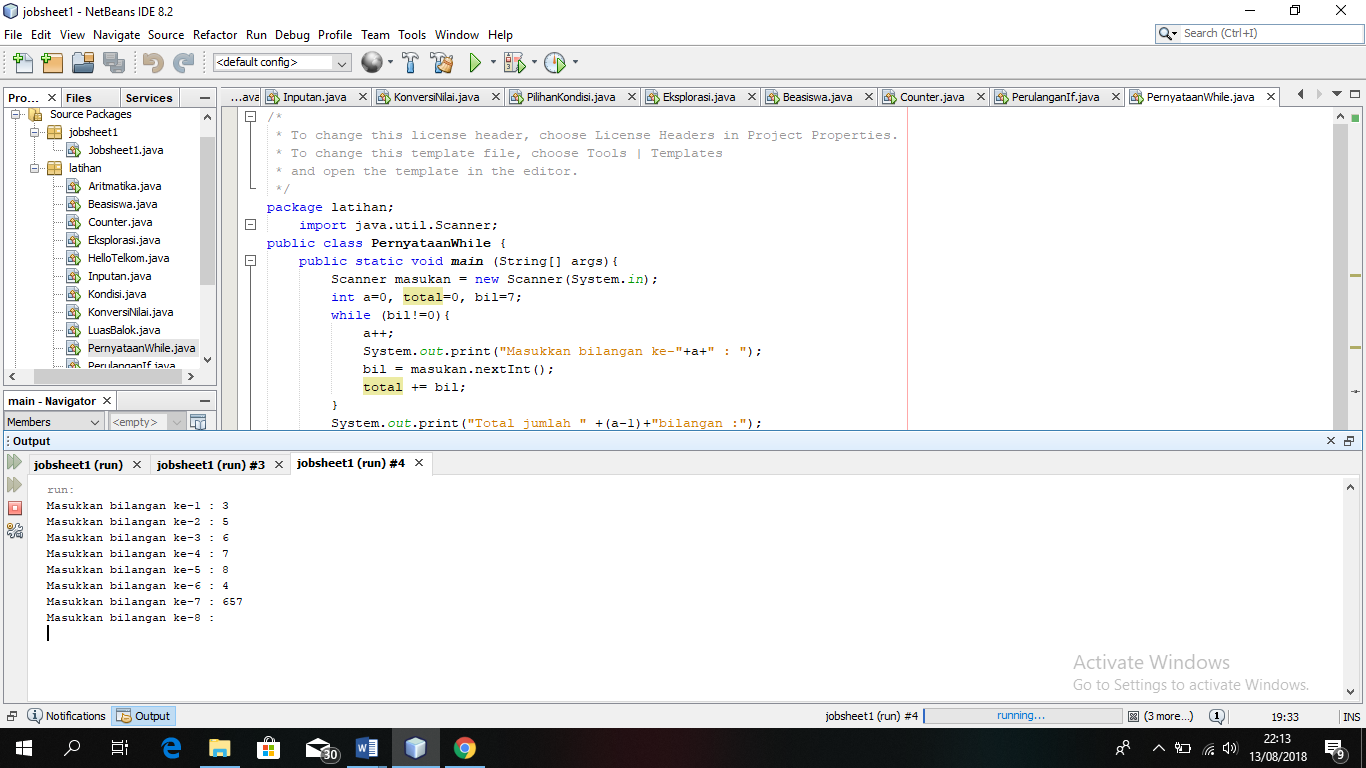 jobsheet1 - NetBeans IDE 8.2
File Edit View Navigate Source Refactor Run Debug Profile Team Tools Window Help
Search (Ctrl+I)
<default config>
Pro... Files Services
Source Packages
jobsheet1
Jobsheet1.java
latihan
Aritmatika.java
Beasiswa.java
Counter.java
Eksplorasi.java
HelloTelkom.java
Inputan.java
Kondisi.java
KonversiNilai.java
LuasBalok.java
PernyataanWhile.java
PerulanganIf.java
main - Navigator
Members <empty>
...ava Inputan.java KonversiNilai.java PilihanKondisi.java Eksplorasi.java Beasiswa.java Counter.java PerulanganIf.java PernyataanWhile.java
/*
* To change this license header, choose License Headers in Project Properties.
* To change this template file, choose Tools | Templates
* and open the template in the editor.
*/
package latihan;
import java.util.Scanner;
public class PernyataanWhile {
public static void main (String[] args){
Scanner masukan = new Scanner(System.in);
int a=0, total=0, bil=7;
while (bil!=0){
a++;
System.out.print("Masukkan bilangan ke-"+a+" : ");
bil = masukan.nextInt();
total += bil;
}
System.out.print("Total jumlah " +(a-1)+"bilangan :");
Output
jobsheet1 (run) jobsheet1 (run) #3 jobsheet1 (run) #4
run:
Masukkan bilangan ke-1 : 3
Masukkan bilangan ke-2 : 5
Masukkan bilangan ke-3 : 6
Masukkan bilangan ke-4 : 7
Masukkan bilangan ke-5 : 8
Masukkan bilangan ke-6 : 4
Masukkan bilangan ke-7 : 657
Masukkan bilangan ke-8 :
Activate Windows
Go to Settings to activate Windows.
Notifications Output jobsheet1 (run) #4 running... (3 more...) 1 19:33 INS
30
22:13
13/08/2018
9